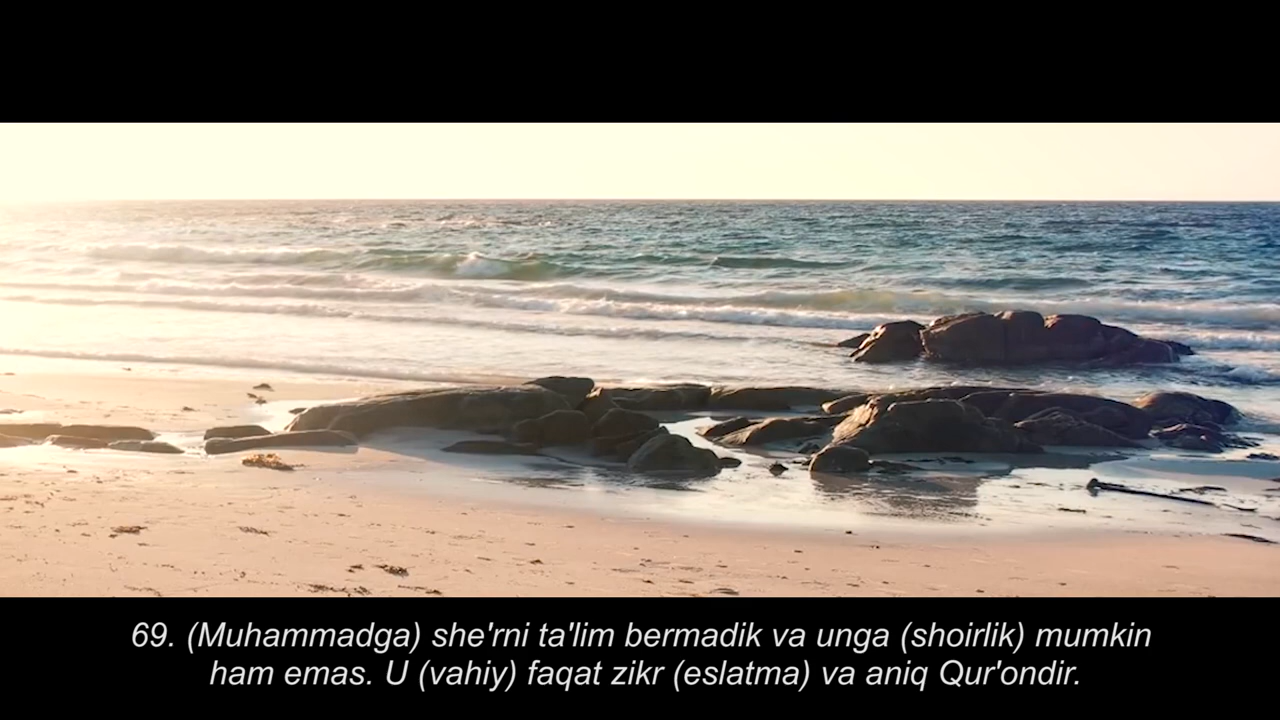 69. (Muhammadga) she'rni ta'lim bermadik va unga (shoirlik) mumkin
ham emas. U (vahiy) faqat zikr (eslatma) va aniq Qur'ondir.